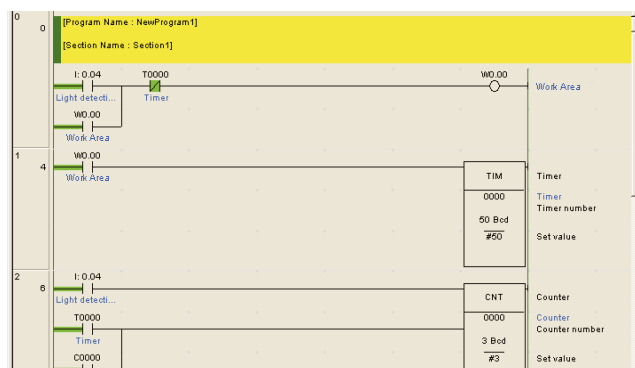 0
0
[Program Name : NewProgram1]
[Section Name : Section1]
I: 0.04
T0000
W0.00
Light detecti...
Timer
Work Area
W0.00
Work Area
1
4
W0.00
Work Area
TIM
Timer
0000
Timer
Timer number
50 Bcd
#50
Set value
2
6
I: 0.04
Light detecti...
CNT
Counter
T0000
0000
Counter
Timer
Counter number
3 Bcd
C0000
#3
Set value